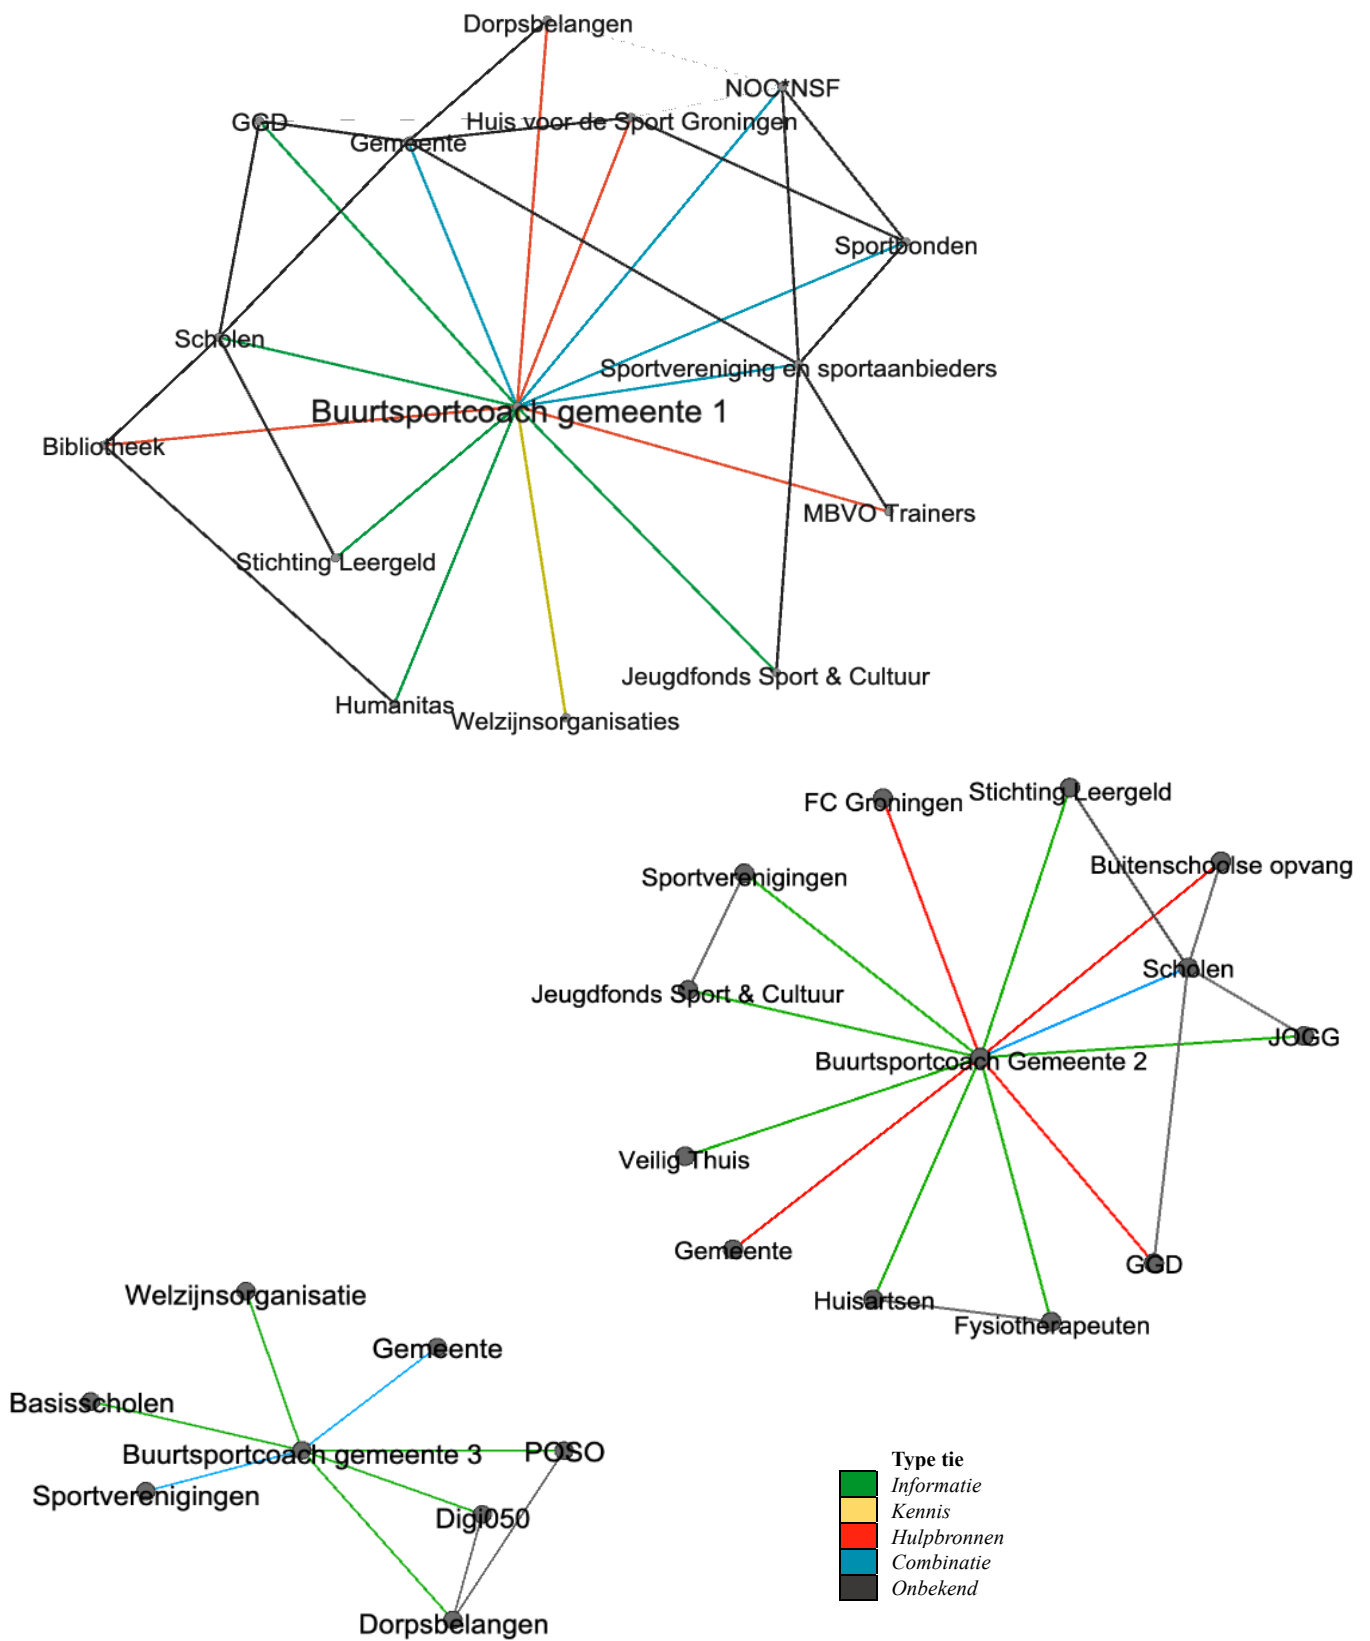 Dorpsbelangen
NOC*NSF
GGD
Huis voor de Sport Groningen
Gemeente
Sportbonden
Scholen
Sportvereniging en sportaanbieders
Buurtsportcoach gemeente 1
Bibliotheek
MBVO Trainers
Stichting Leergeld
Jeugdfonds Sport & Cultuur
Humanitas
Welzijnsorganisaties
FC Groningen
Stichting Leergeld
Buitenschoolse opvang
Sportverenigingen
Scholen
Jeugdfonds Sport & Cultuur
JOGG
Buurtsportcoach Gemeente 2
Veilig Thuis
Gemeente
GGD
Huisartsen
Fysiotherapeuten
Welzijnsorganisatie
Gemeente
Basisscholen
Buurtsportcoach gemeente 3
POSO
Sportverenigingen
Digi050
Dorpsbelangen
Type tie
Informatie
Kennis
Hulpbronnen
Combinatie
Onbekend